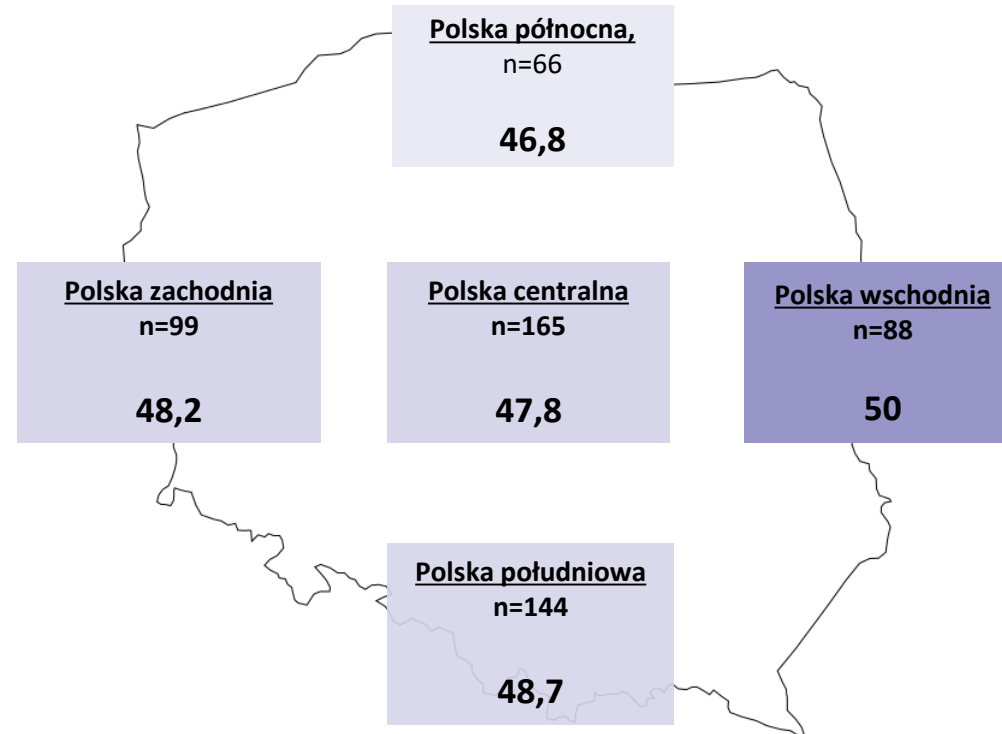 Polska północna,
n=66
46,8
Polska zachodnia
n=99
48,2
Polska centralna
n=165
47,8
Polska wschodnia
n=88
50
Polska południowa
n=144
48,7